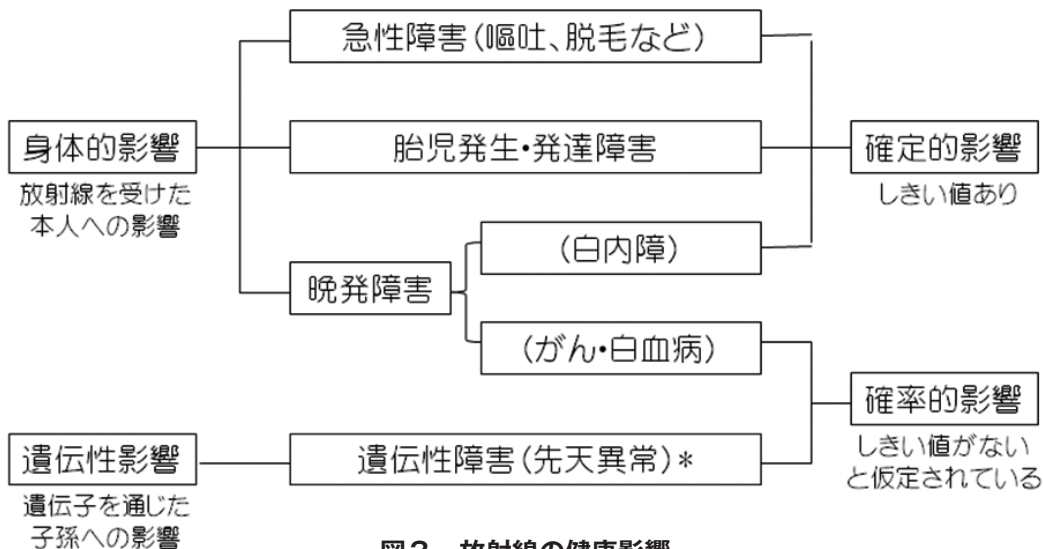 急性障害(嘔吐、脱毛など)
身体的影響
放射線を受けた
本人への影響
胎児発生・発達障害
確定的影響
しきい値あり
晩発障害
(白内障)
(がん・白血病)
確率的影響
しきい値がない
と仮定されている
遺伝性影響
遺伝子を通じた
子孫への影響
遺伝性障害(先天異常)*